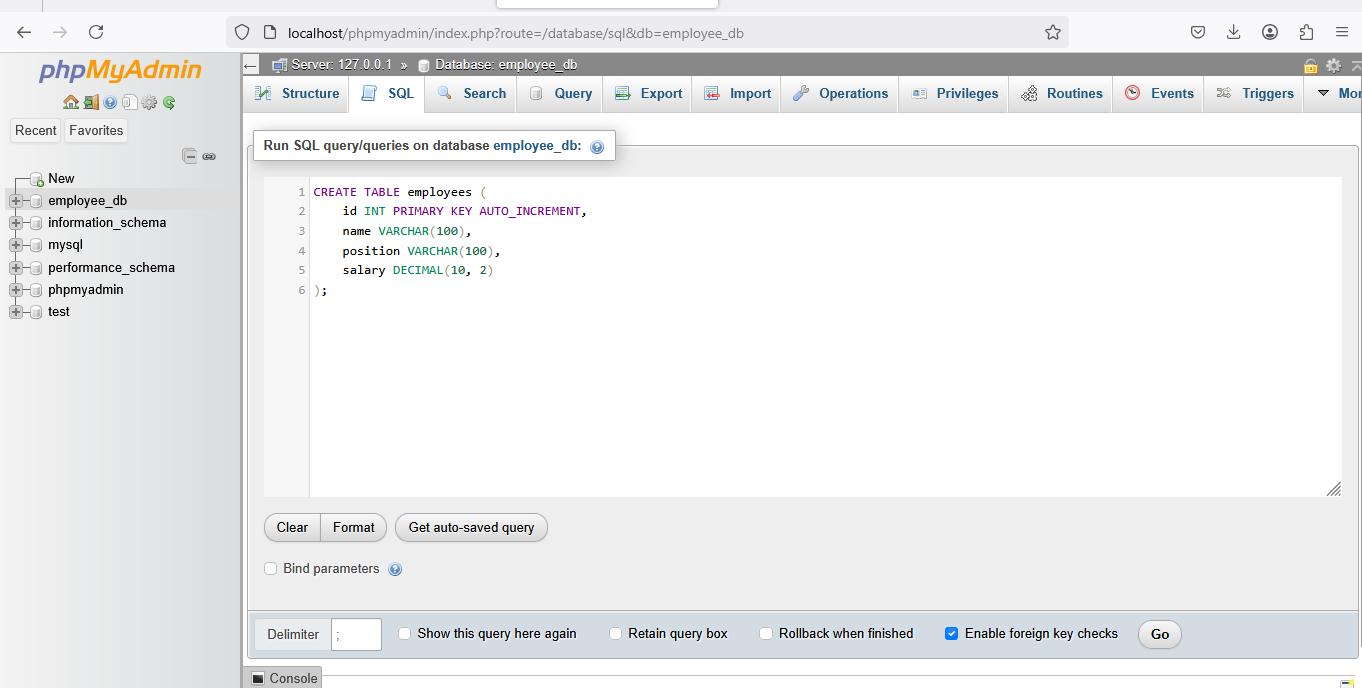 localhost/phpmyadmin/index.php?route=/database/sql&db=employee_db
phpMyAdmin
Recent Favorites
New
employee_db
information_schema
mysql
performance_schema
phpmyadmin
test
Server: 127.0.0.1 » Database: employee_db
Structure SQL Search Query Export Import Operations Privileges Routines Events Triggers Mor
Run SQL query/queries on database employee_db:
1 CREATE TABLE employees (
2 id INT PRIMARY KEY AUTO_INCREMENT,
3 name VARCHAR(100),
4 position VARCHAR(100),
5 salary DECIMAL(10, 2)
6 );
Clear Format Get auto-saved query
Bind parameters
Delimiter ; Show this query here again Retain query box Rollback when finished Enable foreign key checks Go
Console